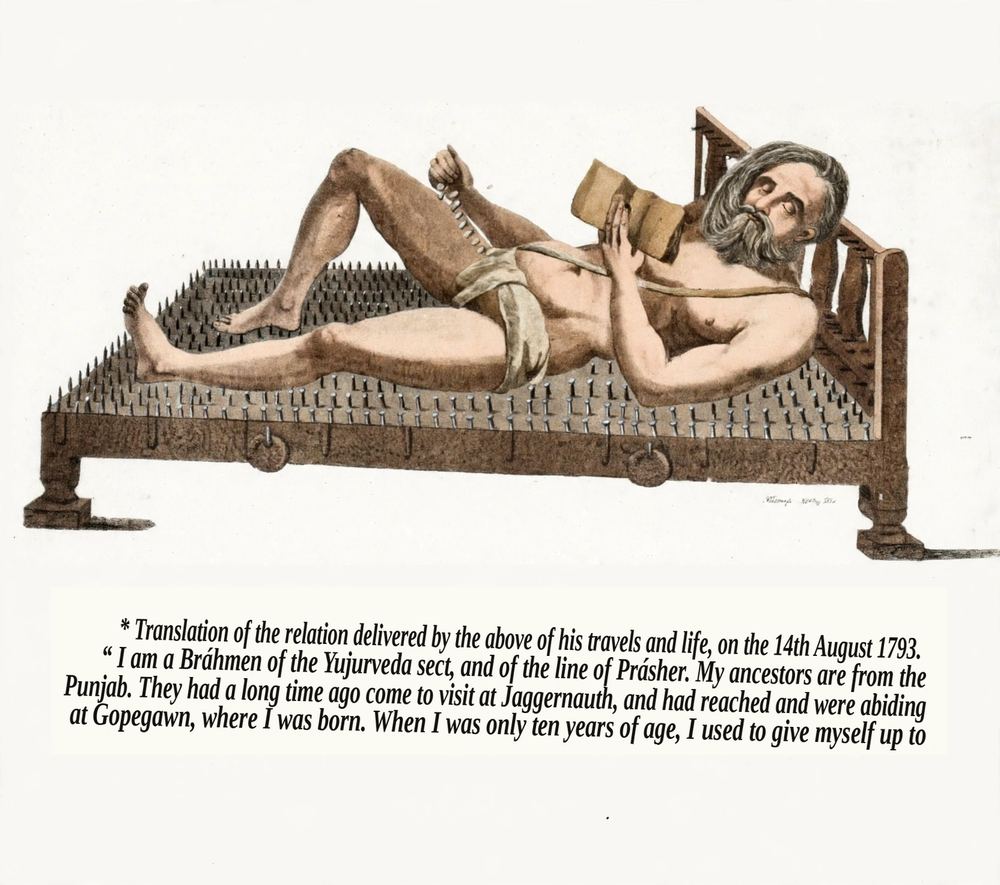 * Translation of the relation delivered by the above of his travels and life, on the 14th August 1793.
“ I am a Bráhmen of the Yujurveda sect, and of the line of Prásher. My ancestors are from the
Punjab. They had a long time ago come to visit at Jaggernauth, and had reached and were abiding
at Gopegawn, where I was born. When I was only ten years of age, I used to give myself up to